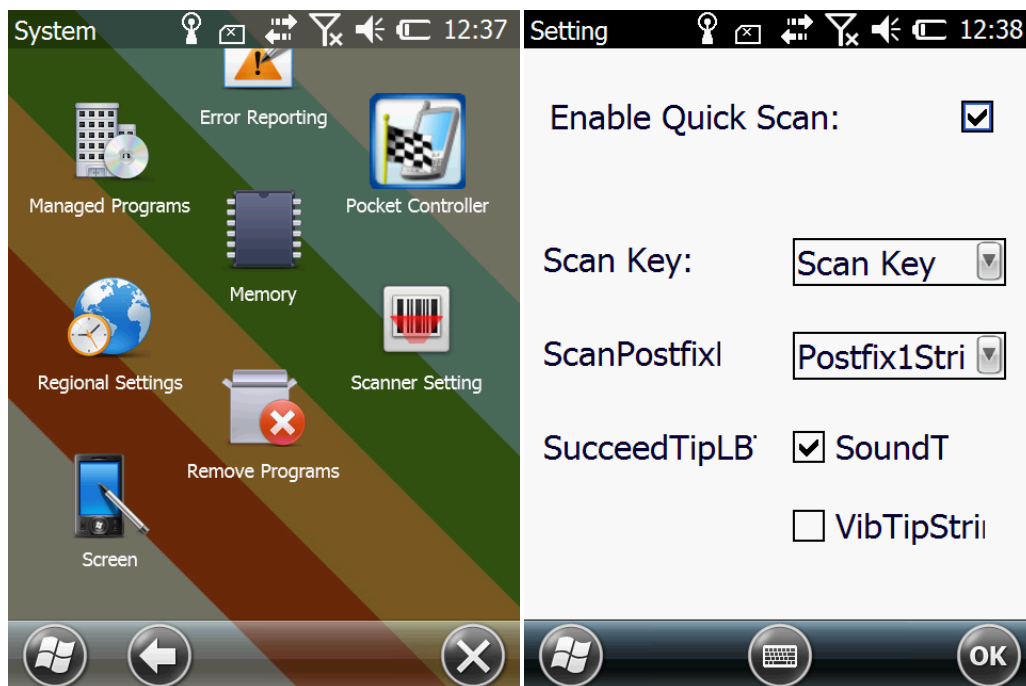 System 12:37
Error Reporting
Managed Programs
Pocket Controller
Memory
Regional Settings
Scanner Setting
Remove Programs
Screen
Setting 12:38
Enable Quick Scan:
Scan Key: Scan Key
ScanPostfixl Postfix1Stri
SucceedTipLB SoundT
VibTipStri
OK